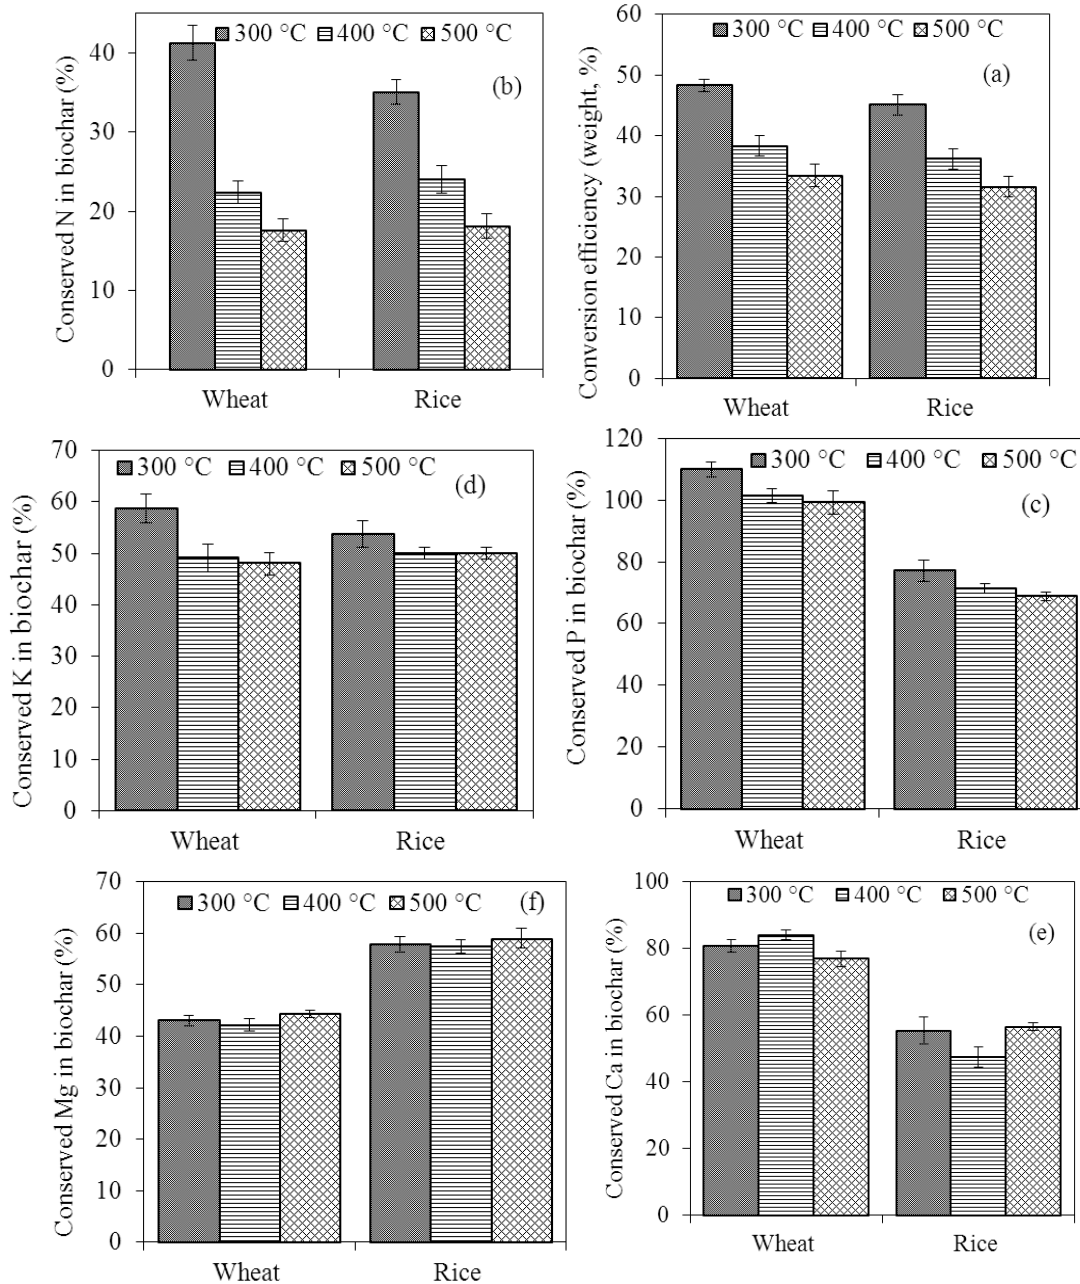 Conserved N in biochar (%)
300 °C 400 °C 500 °C
(b)
40
30
20
10
0
Wheat Rice
Conversion efficiency (weight, %)
300 °C 400 °C 500 °C
(a)
60
50
40
30
20
10
0
Wheat Rice
Conserved K in biochar (%)
300 °C 400 °C 500 °C
(d)
70
60
50
40
30
20
10
0
Wheat Rice
Conserved P in biochar (%)
300 °C 400 °C 500 °C
(c)
120
100
80
60
40
20
0
Wheat Rice
Conserved Mg in biochar (%)
300 °C 400 °C 500 °C
(f)
70
60
50
40
30
20
10
0
Wheat Rice
Conserved Ca in biochar (%)
300 °C 400 °C 500 °C
(e)
100
80
60
40
20
0
Wheat Rice